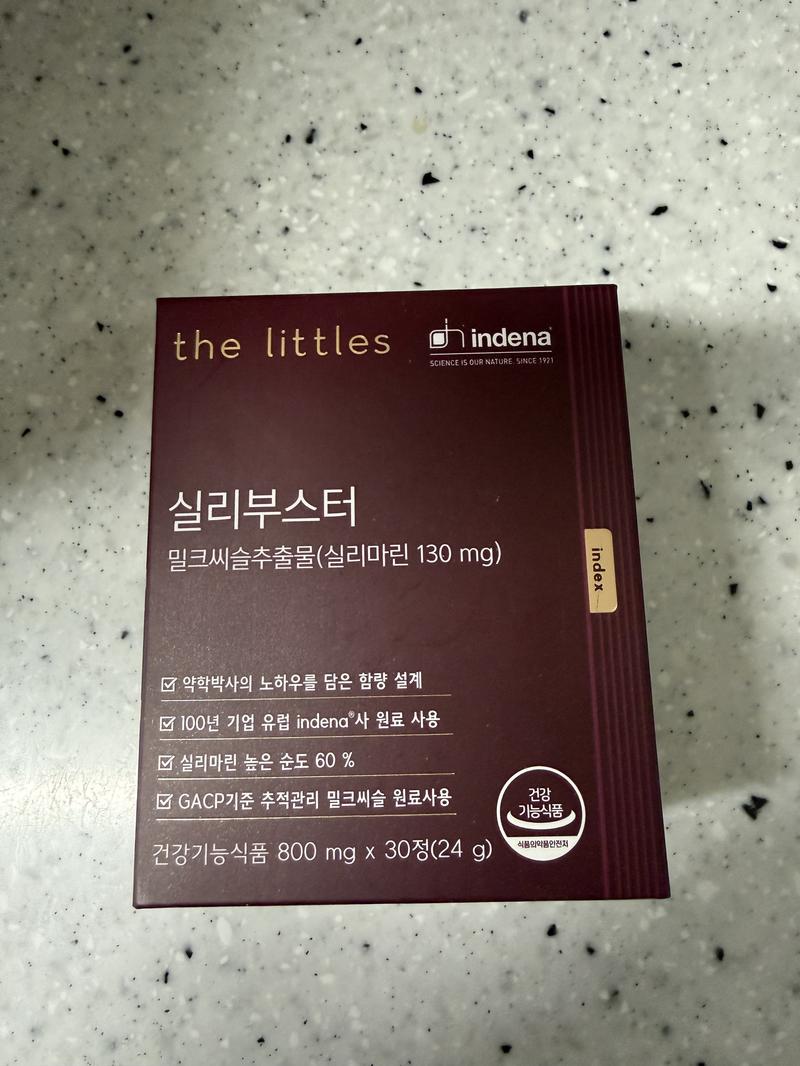 the littles
indena
SCIENCE IS OUR NATURE. SINCE 1921
실리부스터
밀크씨슬추출물(실리마린 130 mg)
index
약학박사의 노하우를 담은 함량 설계
100년 기업 유럽 indena®사 원료 사용
실리마린 높은 순도 60 %
GACP기준 추적관리 밀크씨슬 원료사용
건강기능식품 800 mg x 30정(24 g)
건강
기능식품
식품의약품안전처